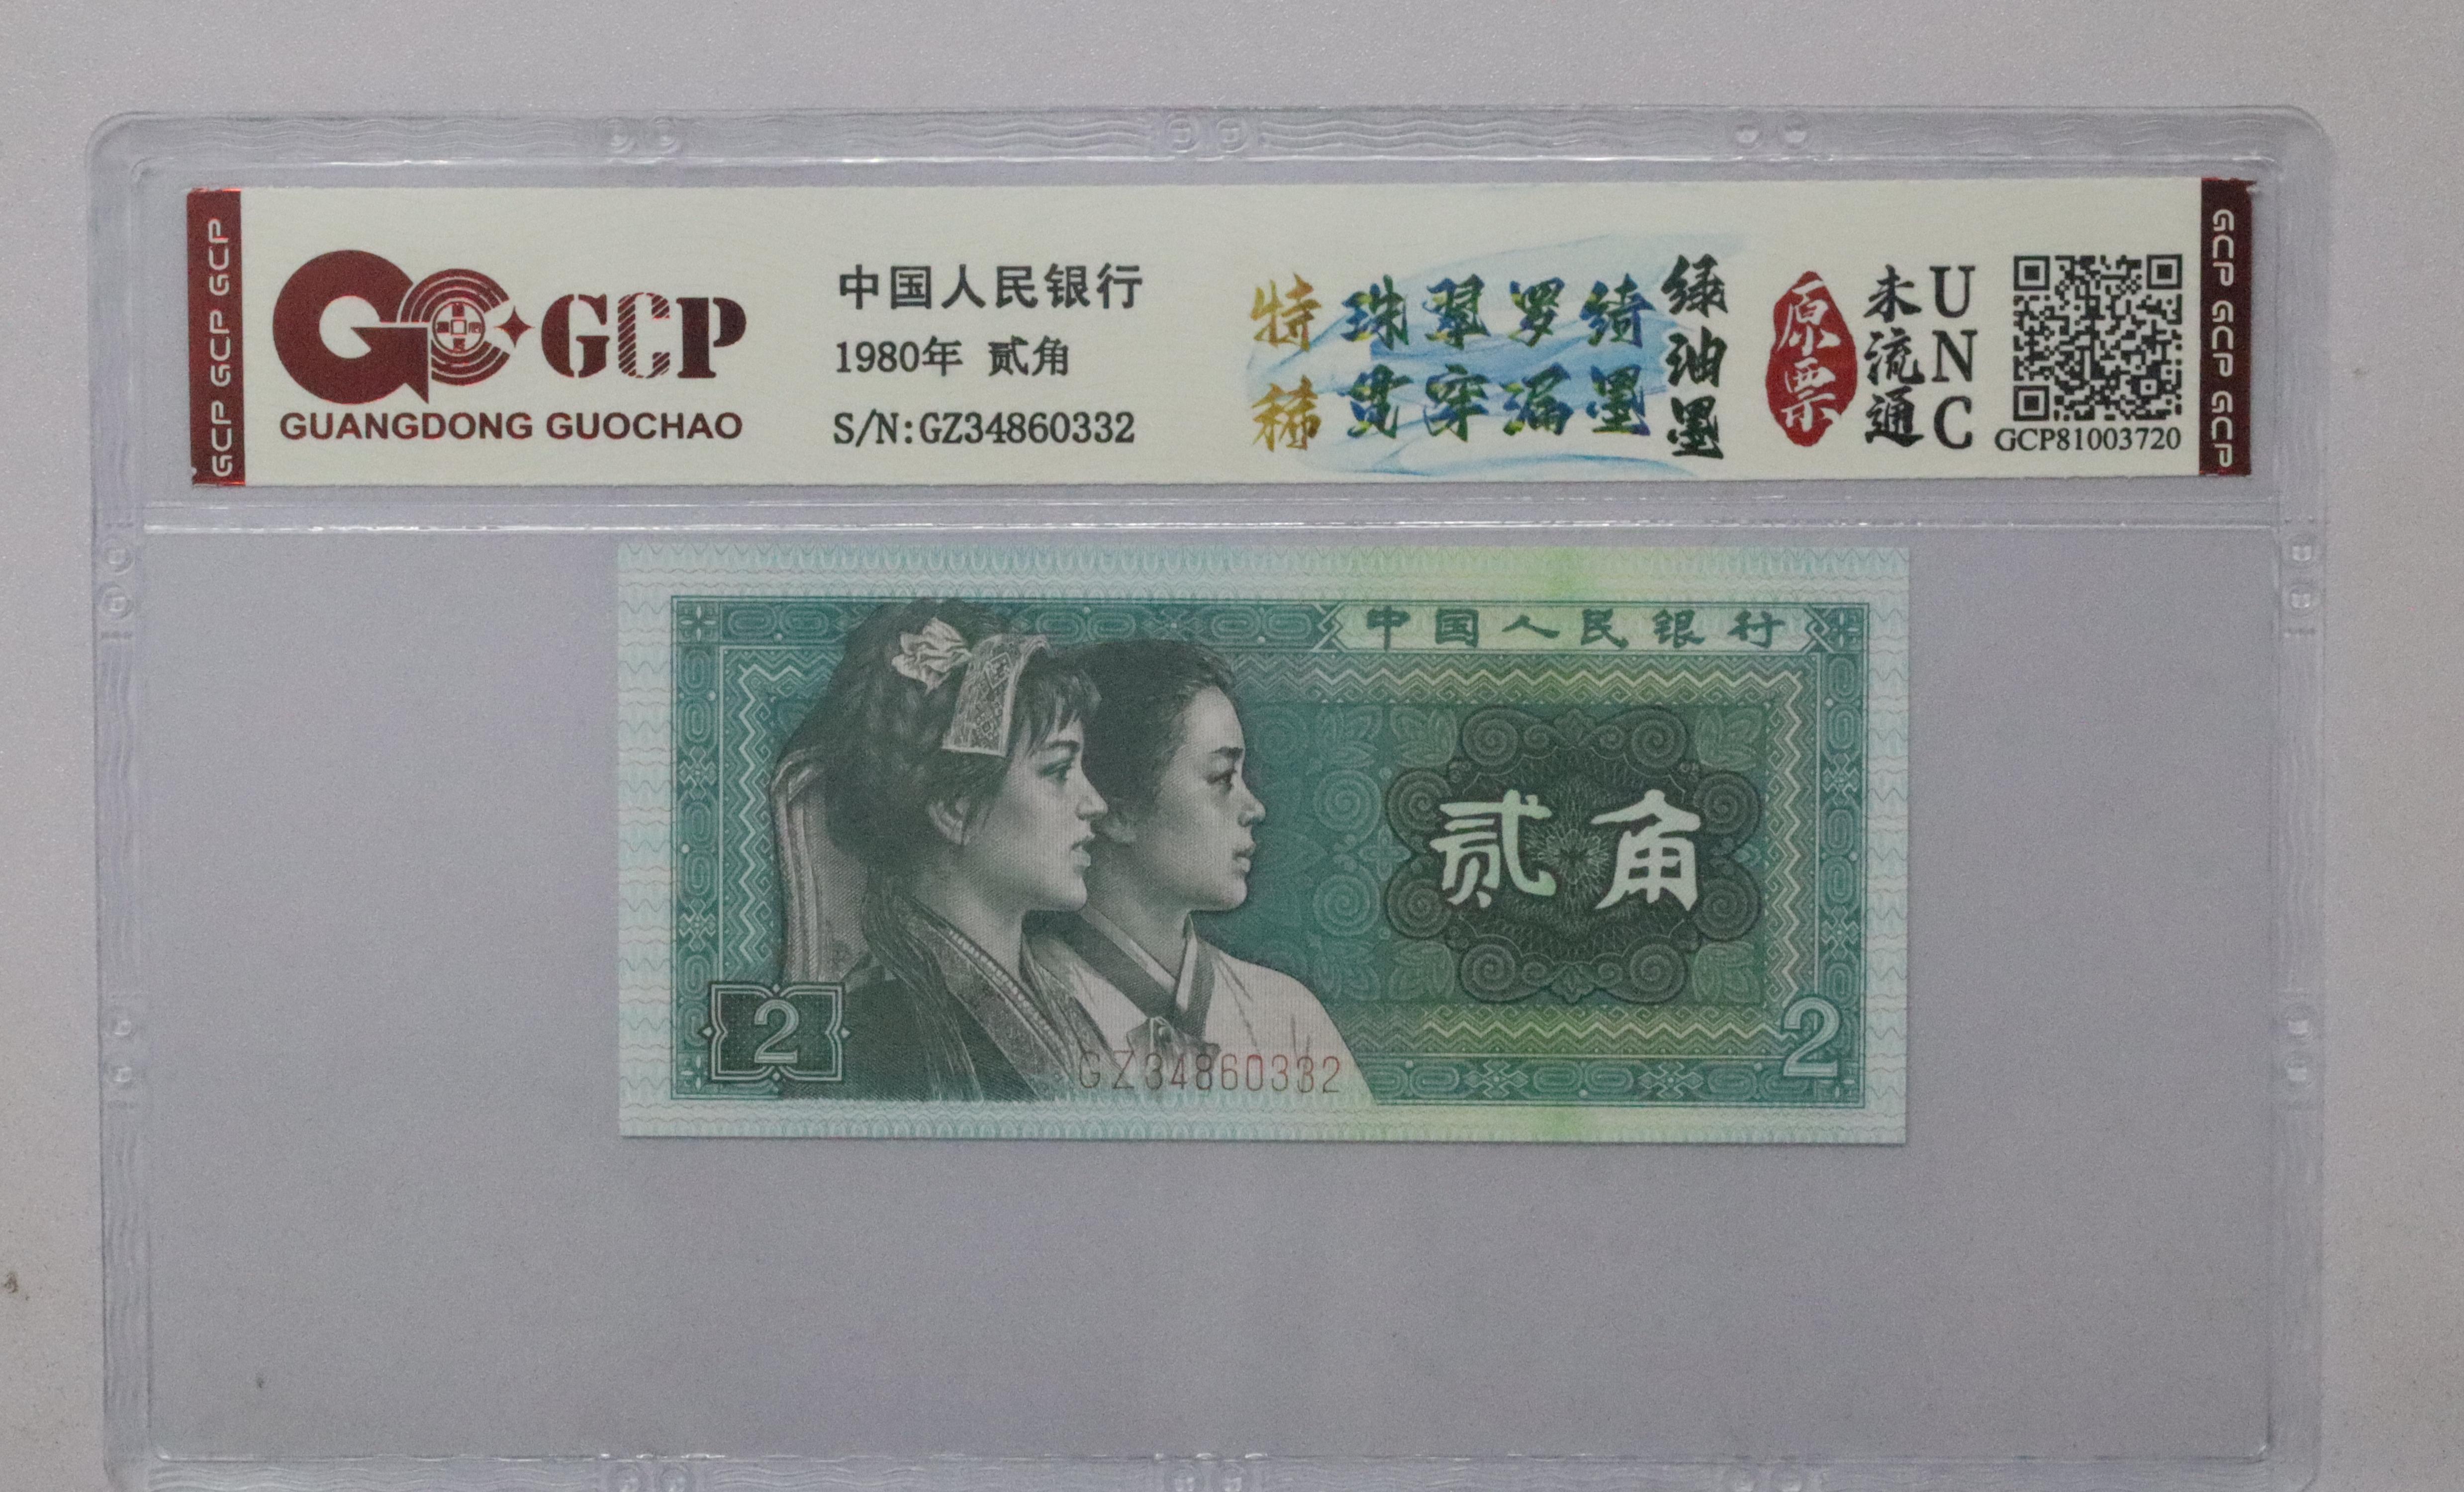 GCP GCP GCP
GCP
GUANGDONG GUOCHAO
中国人民银行
1980年 贰角
S/N:GZ34860332
特稀
珠翠罗绮
贯穿漏墨
绿油墨
原票
未流通
UNC
GCP81003720
GCP GCP GCP
中国人民银行
贰角
2
GZ34860332
2